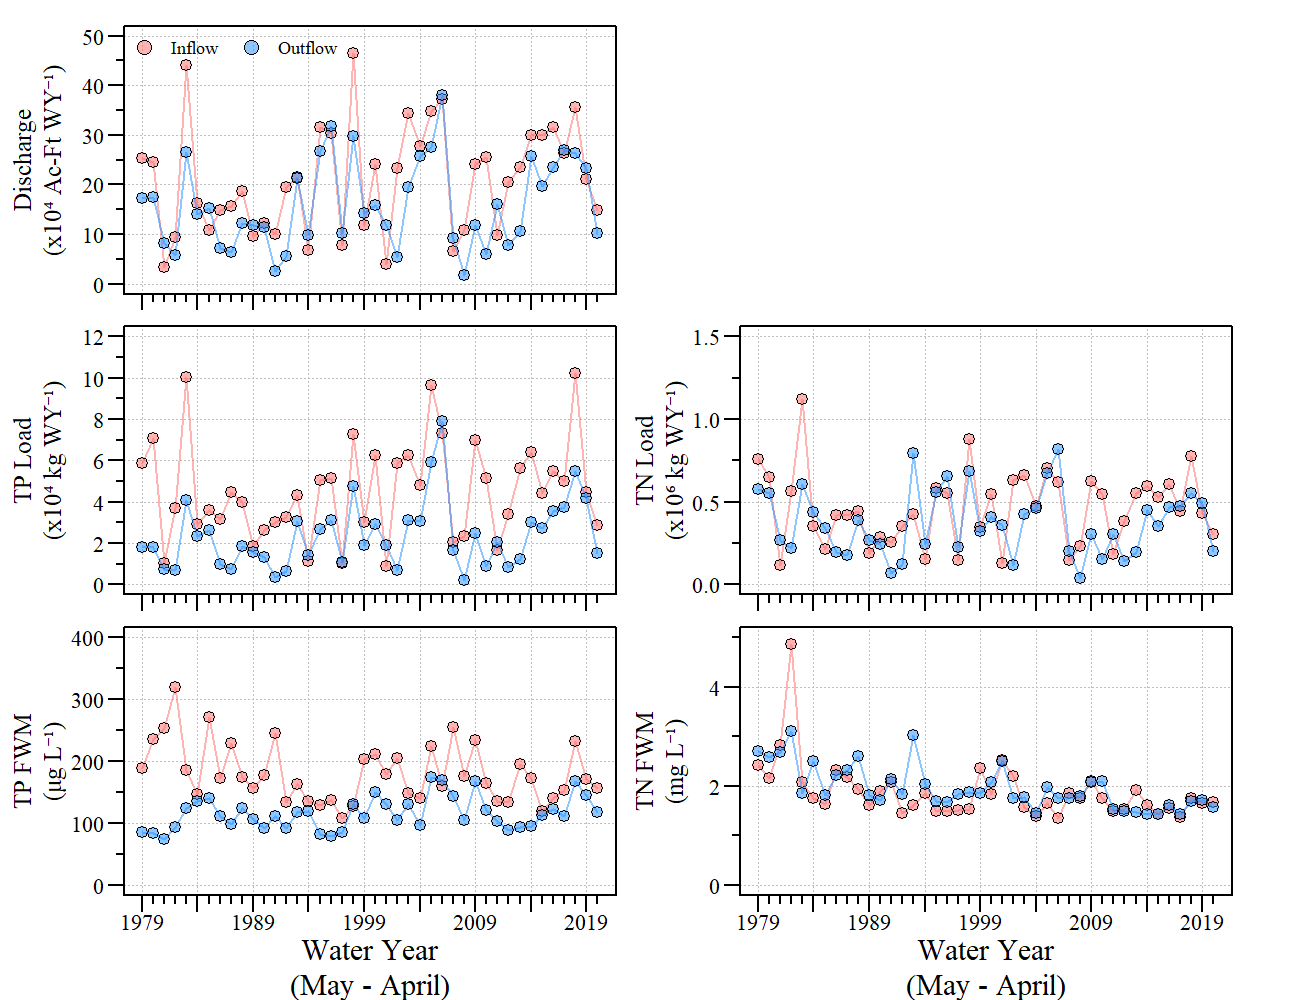 Inflow Outflow
Discharge
(x10⁴ Ac-Ft WY⁻¹)
50
40
30
20
10
0
TP Load
(x10⁴ kg WY⁻¹)
12
10
8
6
4
2
0
TN Load
(x10⁶ kg WY⁻¹)
1.5
1.0
0.5
0.0
TP FWM
(μg L⁻¹)
400
300
200
100
0
1979 1989 1999 2009 2019
Water Year
(May - April)
TN FWM
(mg L⁻¹)
4
2
0
1979 1989 1999 2009 2019
Water Year
(May - April)